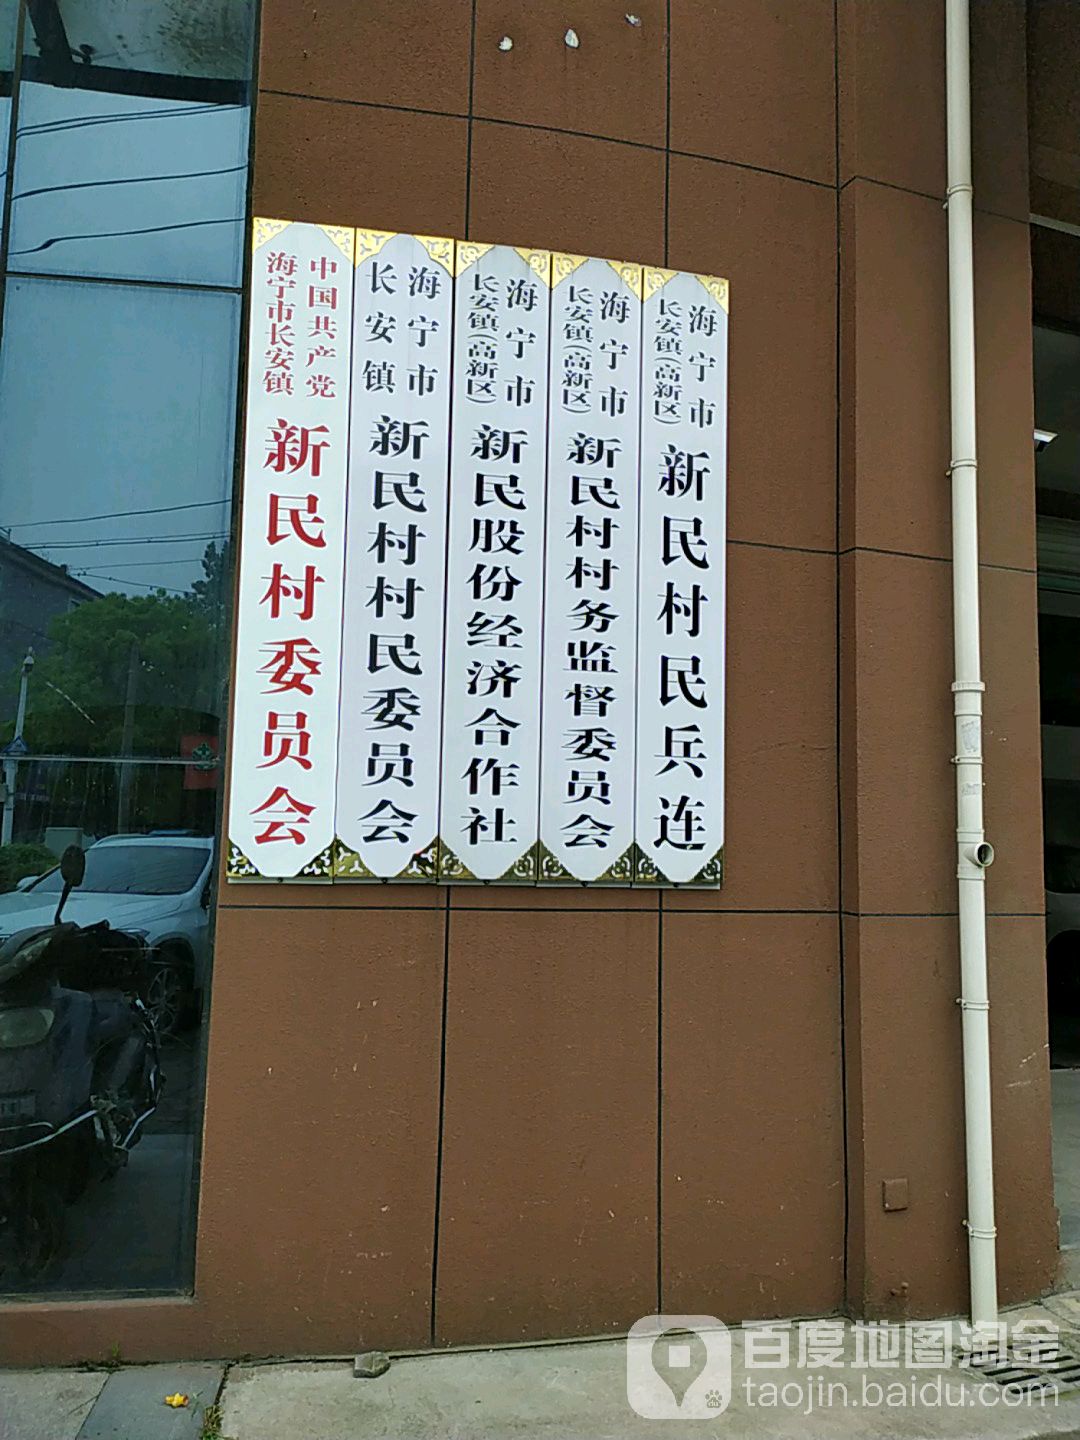 中国共产党
海宁市长安镇
新民村委员会
海宁市
长安镇
新民村村民委员会
海宁市
长安镇(高新区)
新民股份经济合作社
海宁市
长安镇(高新区)
新民村村务监督委员会
海宁市
长安镇(高新区)
新民村民兵连
百度地图淘金
taojin.baidu.com